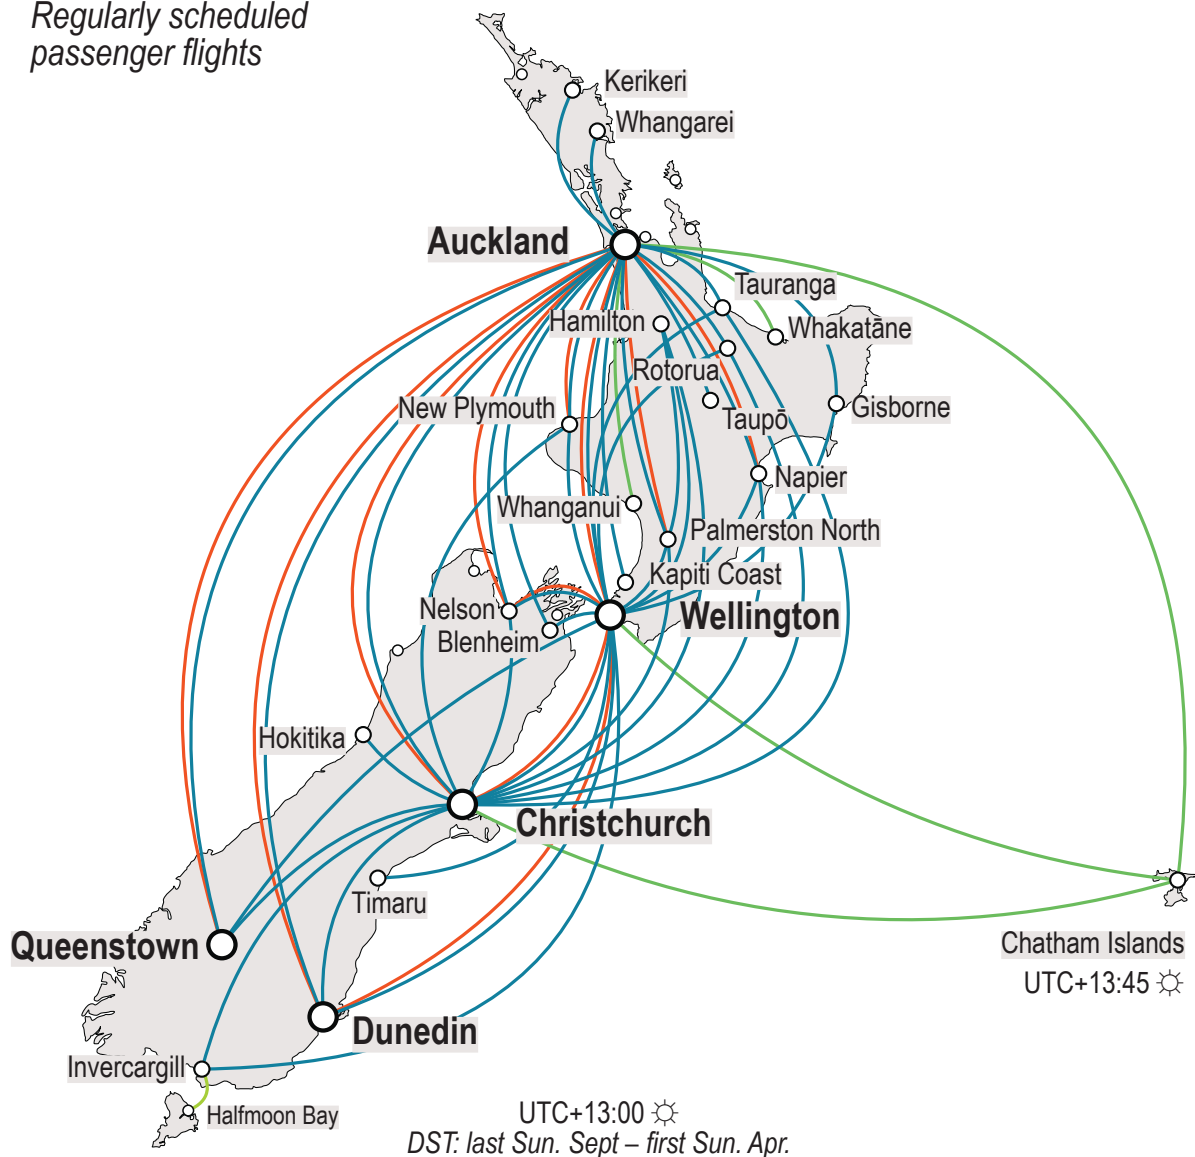 Regularly scheduled
passenger flights
Kerikeri
Whangarei
Auckland
Tauranga
Hamilton
Whakatāne
Rotorua
New Plymouth
Taupō
Gisborne
Napier
Whanganui
Palmerston North
Kapiti Coast
Nelson
Wellington
Blenheim
Hokitika
Christchurch
Timaru
Queenstown
Chatham Islands
UTC+13:45
Dunedin
Invercargill
Halfmoon Bay
UTC+13:00
DST: last Sun. Sept – first Sun. Apr.